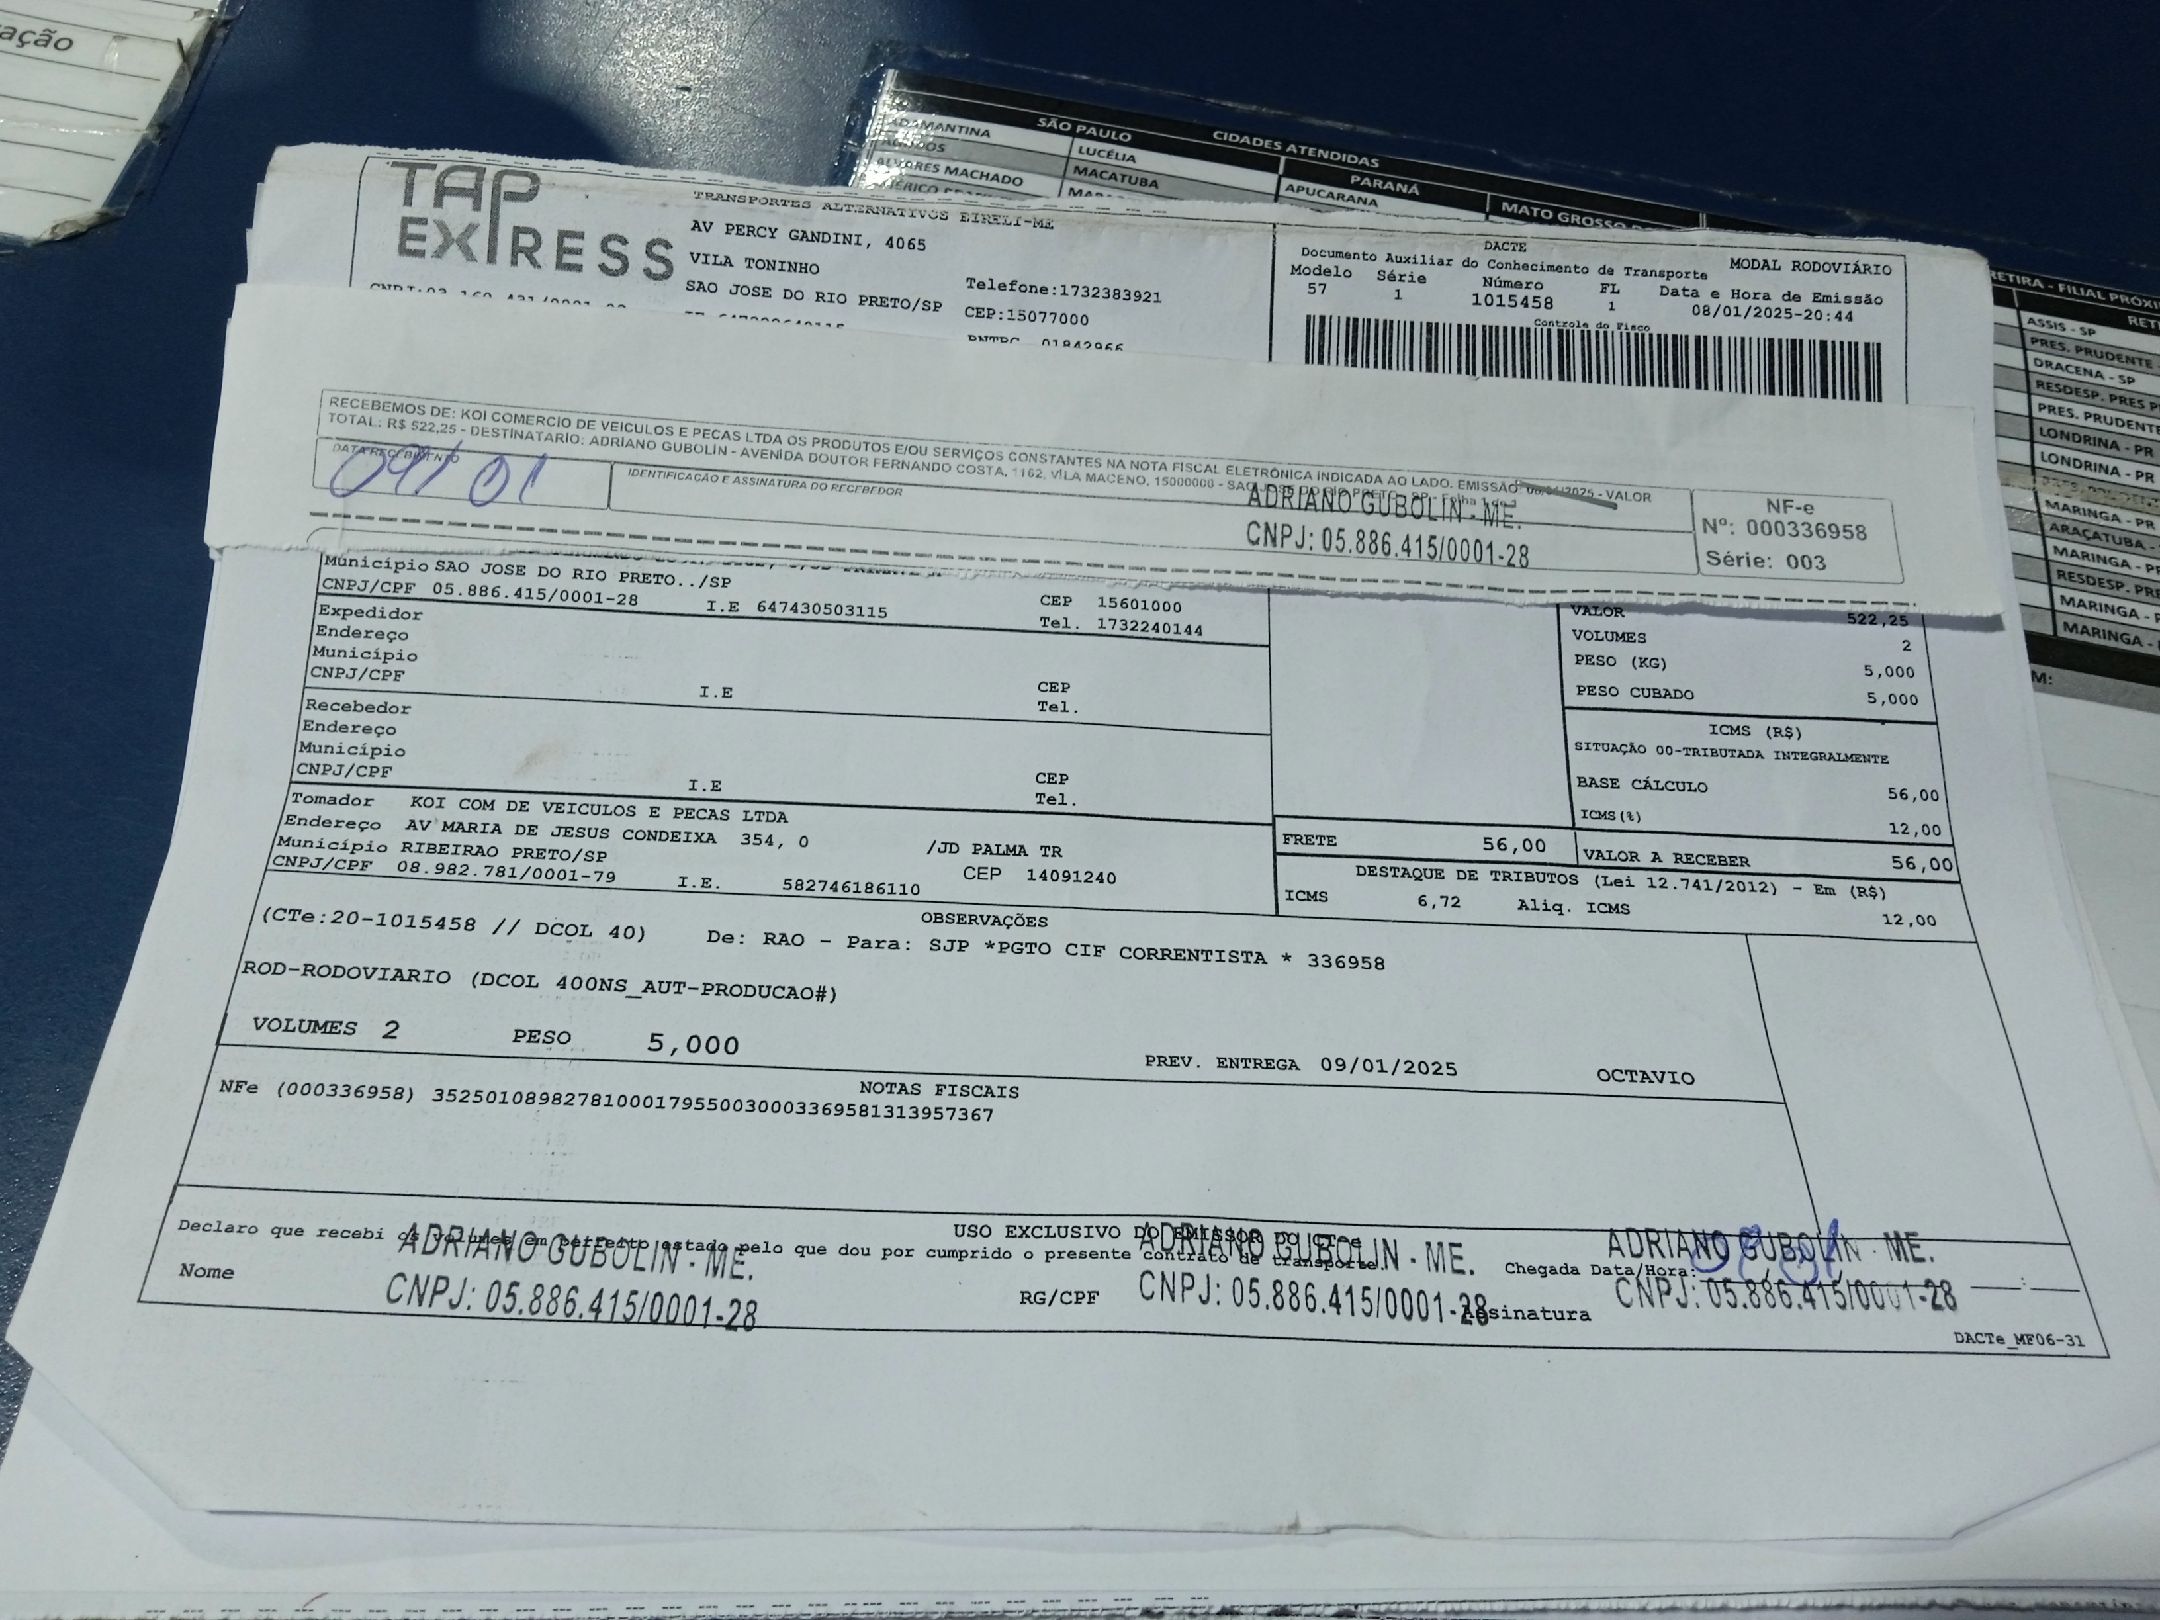 ação
SÃO PAULO CIDADES ATENDIDAS
ADAMANTINA LUCÉLIA PARANÁ
ALVARES MACHADO MACATUBA APUCARANA MATO GROSSO
RETIRA - FILIAL
ASSIS - SP
PRES. PRUDENTE
DRACENA - SP
RESDESP. PRES P
PRES. PRUDENTE
LONDRINA - PR
LONDRINA - PR
MARINGA - PR
ARAÇATUBA -
MARINGA - PR
RESDESP. PRE
MARINGA - P
MARINGA -
M:
TAP EXPRESS
TRANSPORTES ALTERNATIVOS EIRELI-ME
AV PERCY GANDINI, 4065
VILA TONINHO Telefone:1732383921
SAO JOSE DO RIO PRETO/SP CEP:15077000
DACTE
Documento Auxiliar do Conhecimento de Transporte MODAL RODOVIÁRIO
Modelo Série Número FL Data e Hora de Emissão
57 1 1015458 1 08/01/2025-20:44
Controle do Fisco
RECEBEMOS DE: KOI COMERCIO DE VEICULOS E PECAS LTDA OS PRODUTOS E/OU SERVIÇOS CONSTANTES NA NOTA FISCAL ELETRÔNICA INDICADA AO LADO. EMISSÃO: - VALOR
TOTAL: R$ 522,25 - DESTINATARIO: ADRIANO GUBOLIN - AVENIDA DOUTOR FERNANDO COSTA, 1162, VILA MACENO, 15000000 -
DATA RECEBIMENTO IDENTIFICAÇÃO E ASSINATURA DO RECEBEDOR
09/01
ADRIANO GUBOLIN - ME.
CNPJ: 05.886.415/0001-28
NF-e
Nº: 000336958
Série: 003
Município SAO JOSE DO RIO PRETO../SP CEP 15601000
CNPJ/CPF 05.886.415/0001-28 I.E 647430503115 Tel. 1732240144
Expedidor
Endereço
Município CEP
CNPJ/CPF I.E Tel.
Recebedor
Endereço
Município CEP
CNPJ/CPF I.E Tel.
VALOR 522,25
VOLUMES 2
PESO (KG) 5,000
PESO CUBADO 5,000
ICMS (R$)
SITUAÇÃO 00-TRIBUTADA INTEGRALMENTE
BASE CÁLCULO 56,00
ICMS(%) 12,00
Tomador KOI COM DE VEICULOS E PECAS LTDA
Endereço AV MARIA DE JESUS CONDEIXA 354, 0 /JD PALMA TR
Município RIBEIRAO PRETO/SP CEP 14091240
CNPJ/CPF 08.982.781/0001-79 I.E. 582746186110
FRETE 56,00 VALOR A RECEBER 56,00
DESTAQUE DE TRIBUTOS (Lei 12.741/2012) - Em (R$)
ICMS 6,72 Aliq. ICMS 12,00
OBSERVAÇÕES
(CTe:20-1015458 // DCOL 40) De: RAO - Para: SJP *PGTO CIF CORRENTISTA * 336958
ROD-RODOVIARIO (DCOL 400NS_AUT-PRODUCAO#)
VOLUMES 2 PESO 5,000 PREV. ENTREGA 09/01/2025 OCTAVIO
NOTAS FISCAIS
NFe (000336958) 35250108982781000179550030003369581313957367
USO EXCLUSIVO DO EMISSOR DO CT-e
Declaro que recebi os volumes em perfeito estado pelo que dou por cumprido o presente contrato de transporte.
Nome RG/CPF Assinatura Chegada Data/Hora:
ADRIANO GUBOLIN - ME. ADRIANO GUBOLIN - ME. ADRIANO GUBOLIN - ME.
CNPJ: 05.886.415/0001-28 CNPJ: 05.886.415/0001-28 CNPJ: 05.886.415/0001-28
DACTe_MF06-31